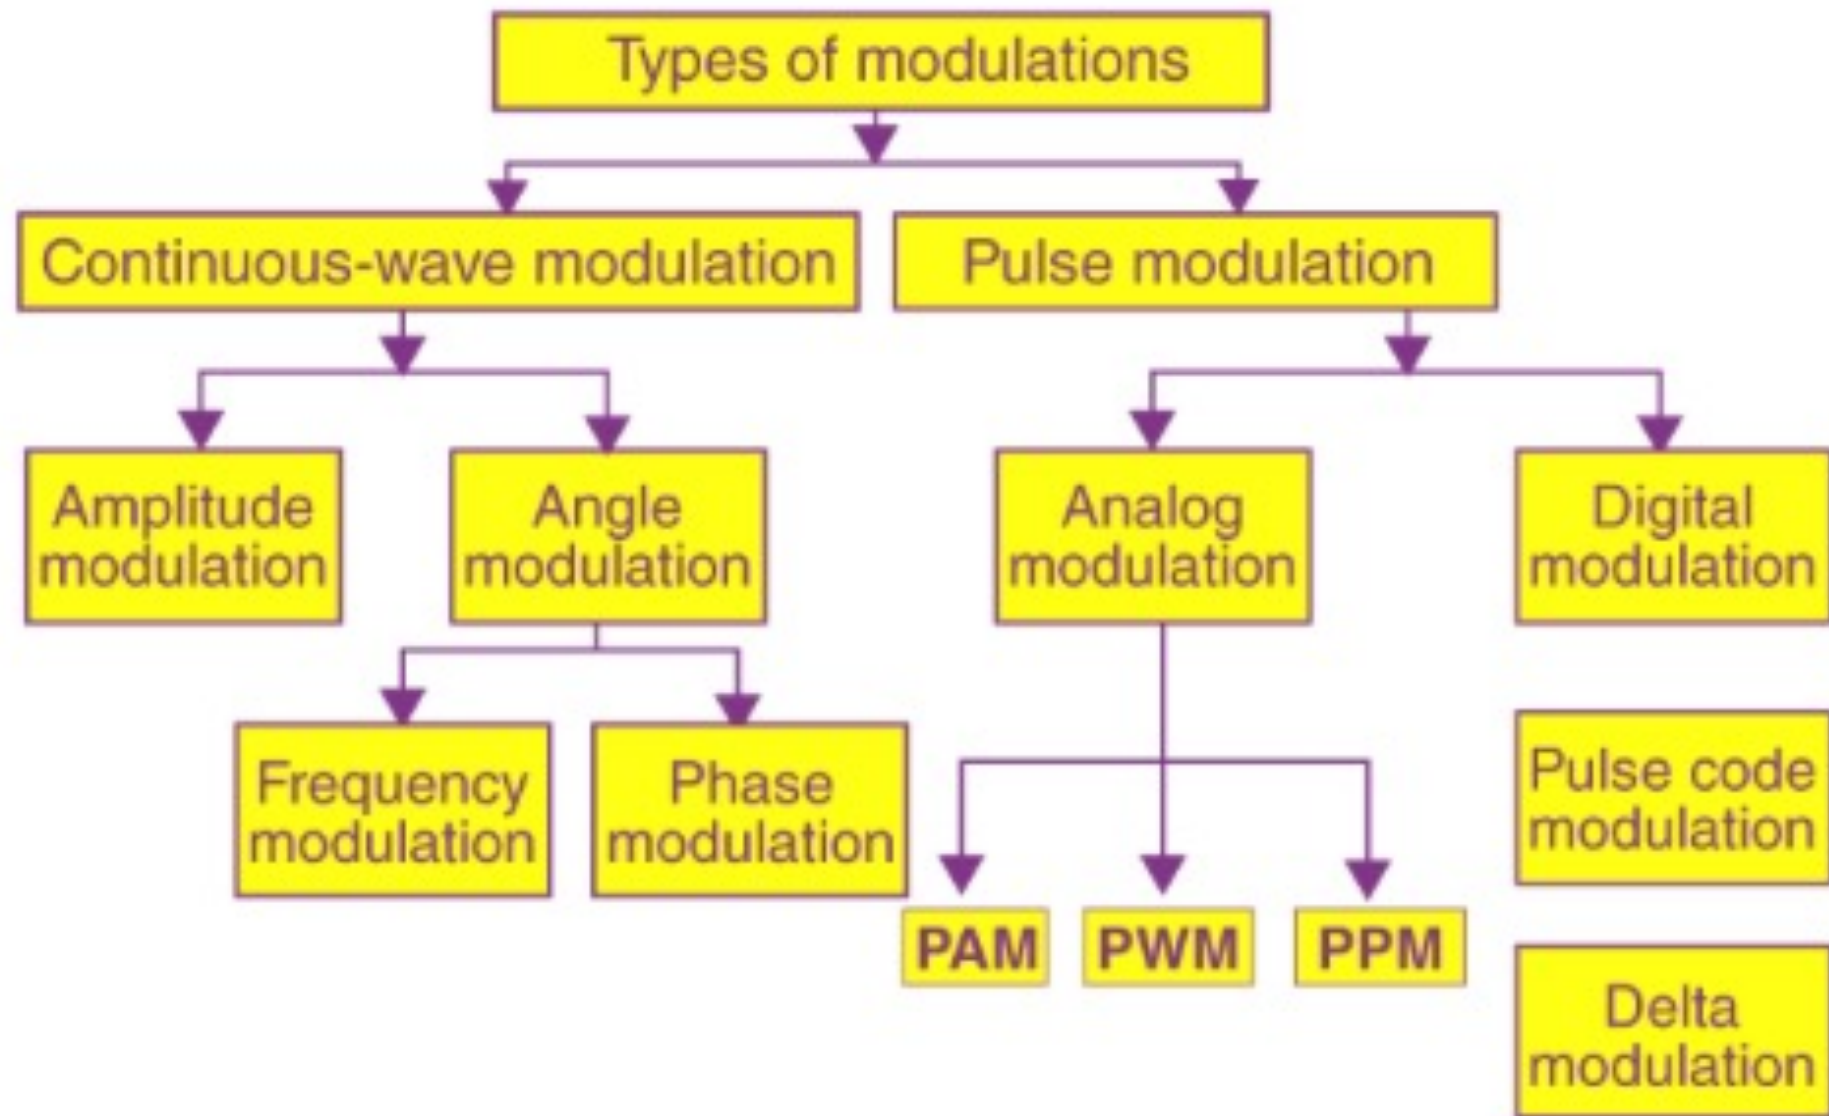 Types of modulations
Continuous-wave modulation
Pulse modulation
Amplitude
modulation
Angle
modulation
Analog
modulation
Digital
modulation
Frequency
modulation
Phase
modulation
Pulse code
modulation
PAM
PWM
PPM
Delta
modulation